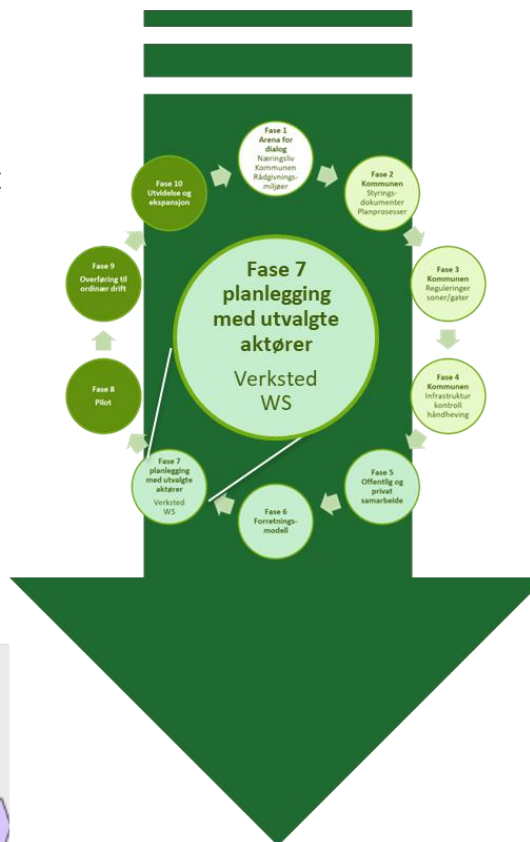 Fase 1
Arena for
dialog
Næringsliv
Kommunen
Rådgivnings-
miljøer
Fase 2
Kommunen
Styrings-
dokumenter
Planprosesser
Fase 3
Kommunen
Reguleringer
soner/gater
Fase 4
Kommunen
Infrastruktur
kontroll
håndheving
Fase 5
Offentlig og
privat
samarbeide
Fase 6
Forretnings-
modell
Fase 7
planlegging
med utvalgte
aktører
Verksted
WS
Fase 8
Pilot
Fase 9
Overføring til
ordinær drift
Fase 10
Utvidelse og
ekspansjon
Fase 7
planlegging
med utvalgte
aktører
Verksted
WS